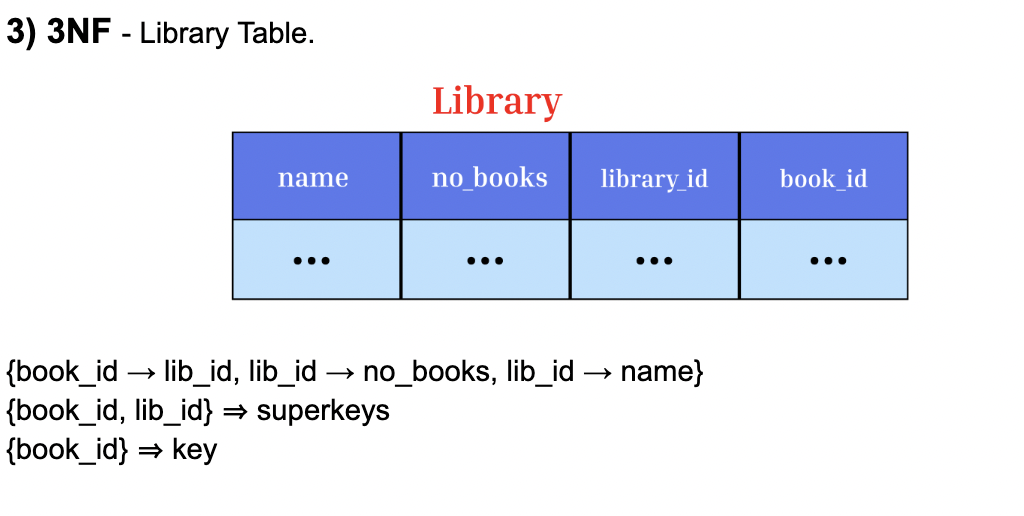 3) 3NF - Library Table.
Library
name no_books library_id book_id
... ... ... ...
{book_id → lib_id, lib_id → no_books, lib_id → name}
{book_id, lib_id} ⇒ superkeys
{book_id} ⇒ key